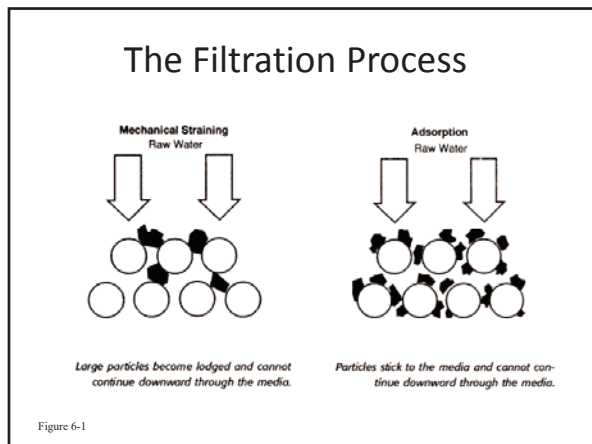 The Filtration Process
Mechanical Straining
Raw Water
Large particles become lodged and cannot
continue downward through the media.
Adsorption
Raw Water
Particles stick to the media and cannot con-
tinue downward through the media.
Figure 6-1